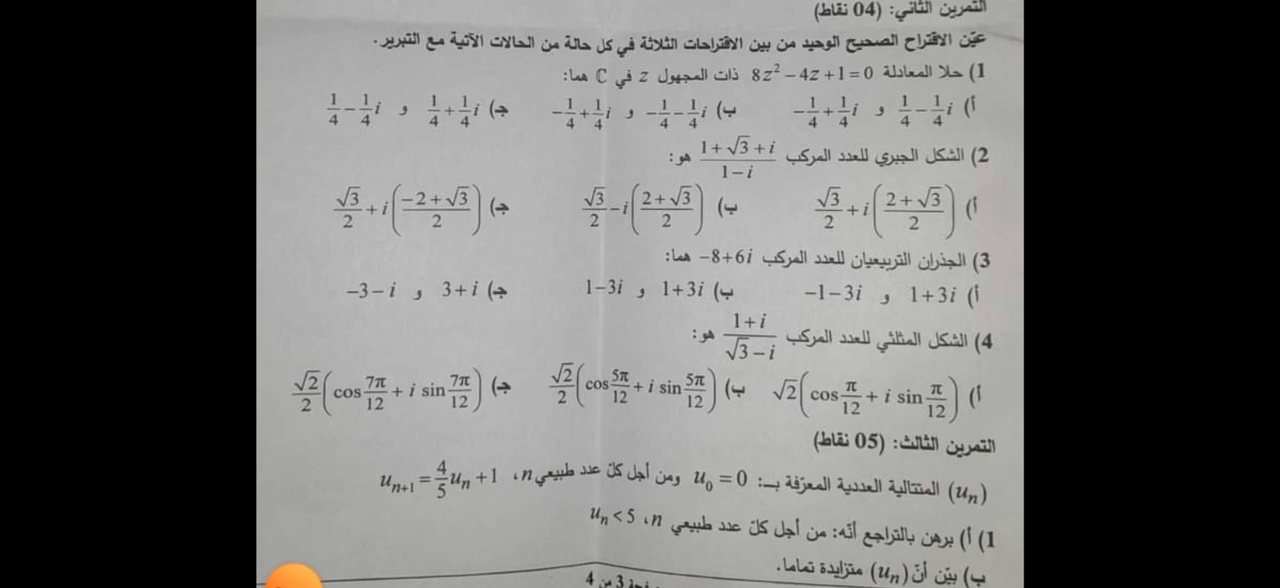 التمرين الثاني: (04 نقاط)
عيّن الاقتراح الصحيح الوحيد من بين الاقتراحات الثلاثة في كل حالة من الحالات الآتية مع التبرير.
1) حلا المعادلة 8z² − 4z + 1 = 0 ذات المجهول z في ℂ هما:
أ) 1/4 − 1/4 i و −1/4 + 1/4 i ب) −1/4 − 1/4 i و −1/4 + 1/4 i ج) 1/4 + 1/4 i و 1/4 − 1/4 i
2) الشكل الجبري للعدد المركب (1+√3+i)/(1−i) هو:
أ) √3/2 + i((2+√3)/2) ب) √3/2 − i((2+√3)/2) ج) √3/2 + i((−2+√3)/2)
3) الجذران التربيعيان للعدد المركب −8+6i هما:
أ) 1+3i و −1−3i ب) 1+3i و 1−3i ج) 3+i و −3−i
4) الشكل المثلثي للعدد المركب (1+i)/(√3−i) هو:
أ) √2(cos π/12 + i sin π/12) ب) √2/2(cos 5π/12 + i sin 5π/12) ج) √2/2(cos 7π/12 + i sin 7π/12)
التمرين الثالث: (05 نقاط)
(uₙ) المتتالية العددية المعرّفة بـ: u₀ = 0 ومن أجل كلّ عدد طبيعي n، uₙ₊₁ = 4/5 uₙ + 1
1) أ) برهن بالتراجع أنّه: من أجل كلّ عدد طبيعي n، uₙ < 5
ب) بيّن أنّ (uₙ) متزايدة تماما.
صفحة 3 من 4